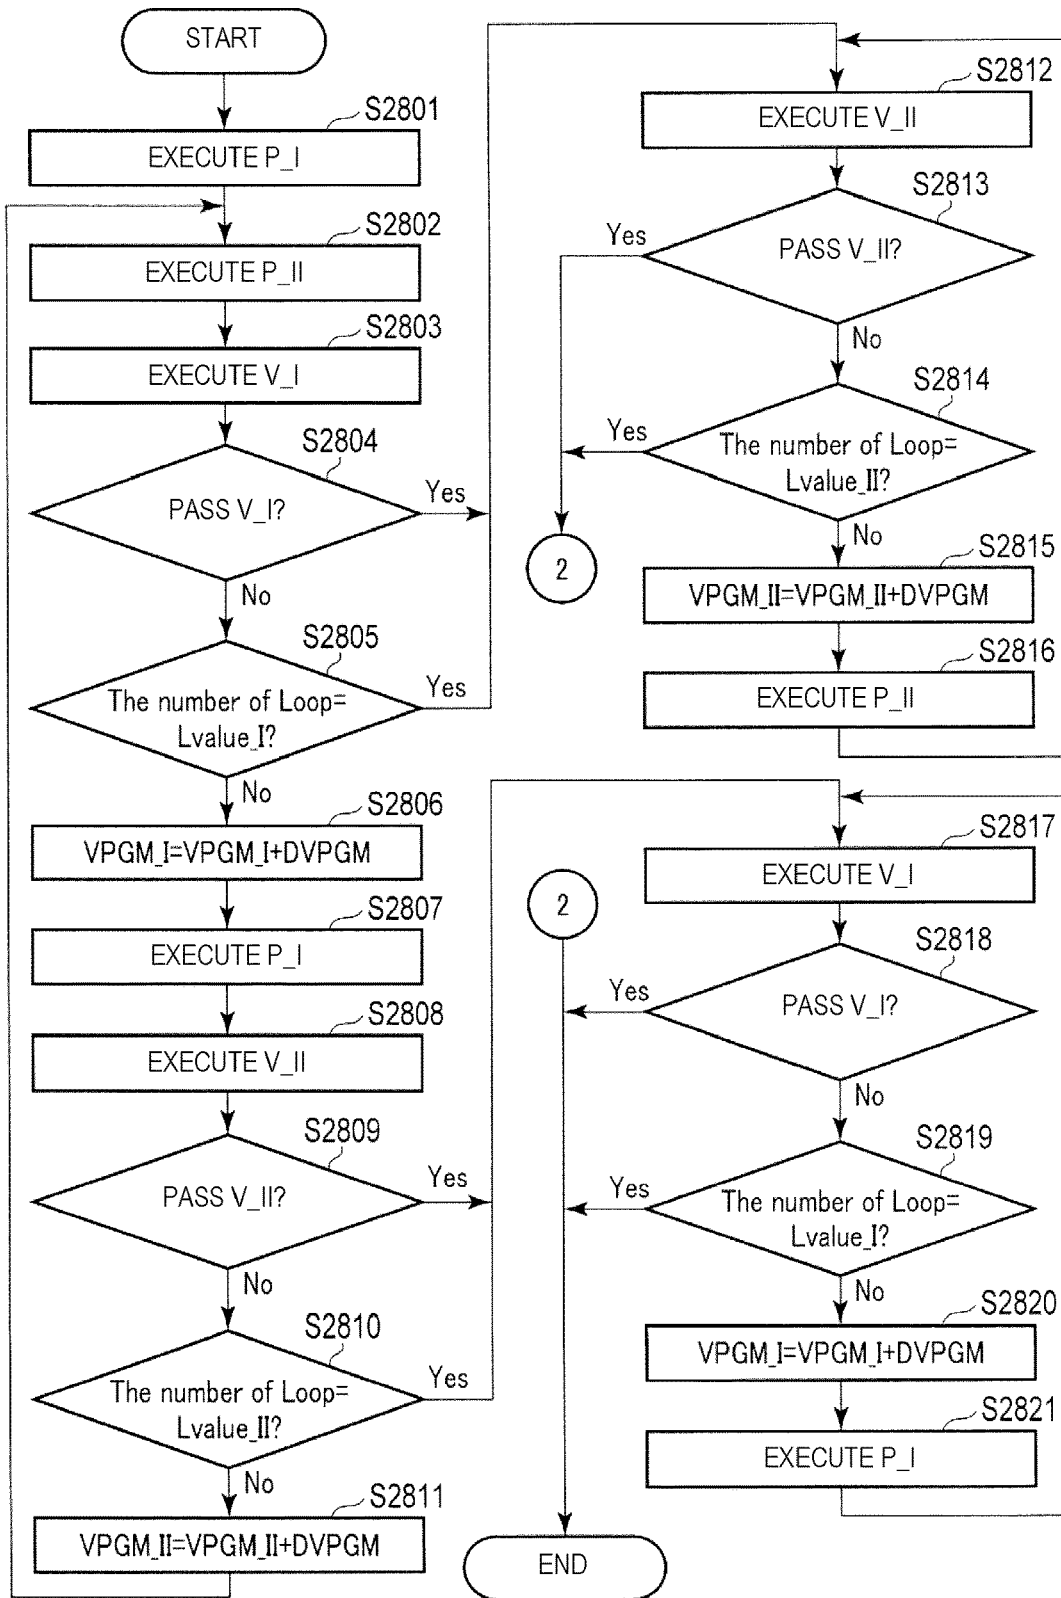 START
S2801
EXECUTE P_I
S2802
EXECUTE P_II
S2803
EXECUTE V_I
S2804
PASS V_I?
Yes
No
S2805
The number of Loop=
Lvalue_I?
Yes
No
S2806
VPGM_I=VPGM_I+DVPGM
S2807
EXECUTE P_I
S2808
EXECUTE V_II
S2809
PASS V_II?
Yes
No
S2810
The number of Loop=
Lvalue_II?
Yes
No
S2811
VPGM_II=VPGM_II+DVPGM
S2812
EXECUTE V_II
S2813
PASS V_II?
Yes
No
S2814
The number of Loop=
Lvalue_II?
Yes
No
2
S2815
VPGM_II=VPGM_II+DVPGM
S2816
EXECUTE P_II
S2817
EXECUTE V_I
2
S2818
PASS V_I?
Yes
No
S2819
The number of Loop=
Lvalue_I?
Yes
No
S2820
VPGM_I=VPGM_I+DVPGM
S2821
EXECUTE P_I
END